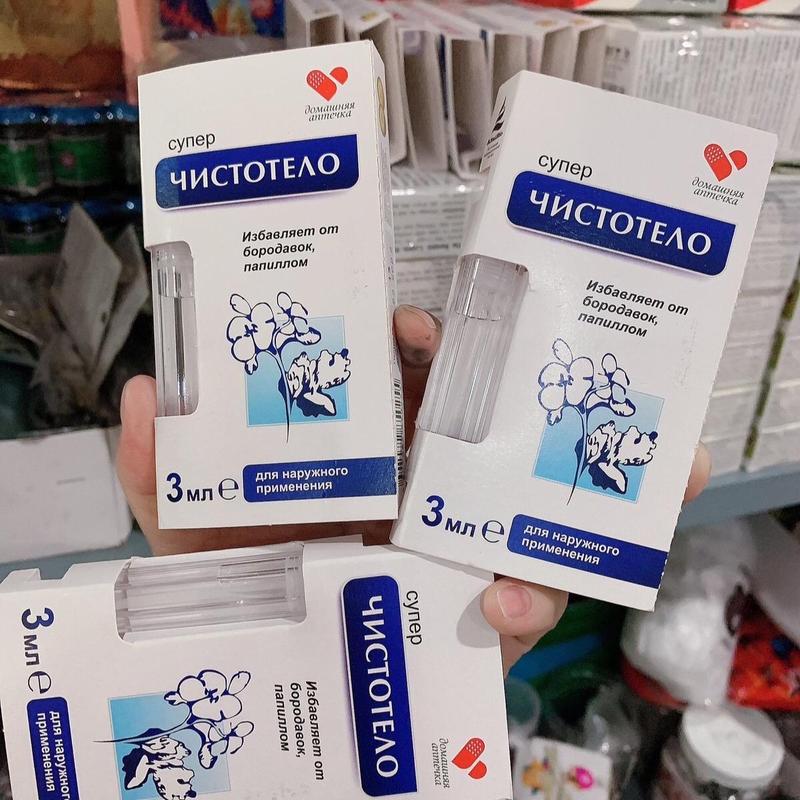 домашняя
аптечка
супер
ЧИСТОТЕЛО
Избавляет от
бородавок,
папиллом
3 мл e
для наружного
применения
домашняя
аптечка
супер
ЧИСТОТЕЛО
Избавляет от
бородавок,
папиллом
3 мл e
для наружного
применения
домашняя
аптечка
супер
ЧИСТОТЕЛО
Избавляет от
бородавок,
папиллом
3 мл e
для наружного
применения